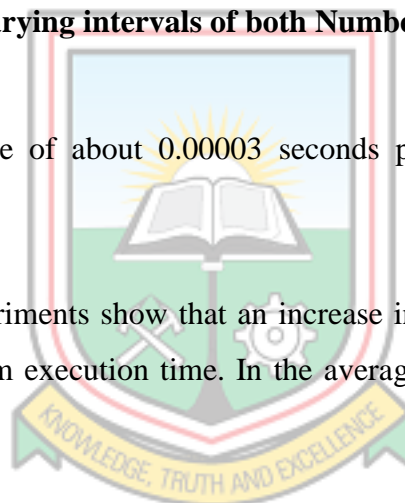 rying intervals of both Numbe
e of about 0.00003 seconds p
riments show that an increase in
m execution time. In the averag
KNOWLEDGE, TRUTH AND EXCELLENCE